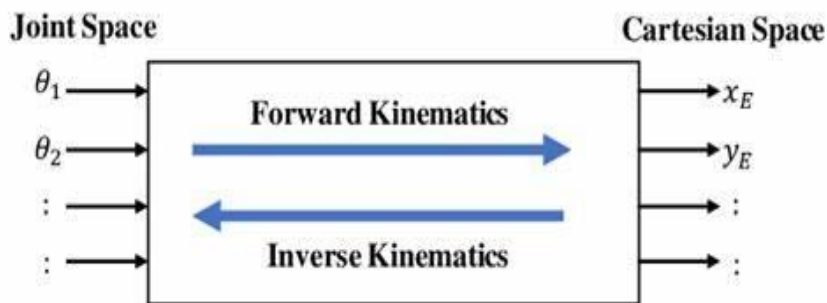 Joint Space
Cartesian Space
θ₁
x_E
Forward Kinematics
θ₂
y_E
:
:
Inverse Kinematics
:
: